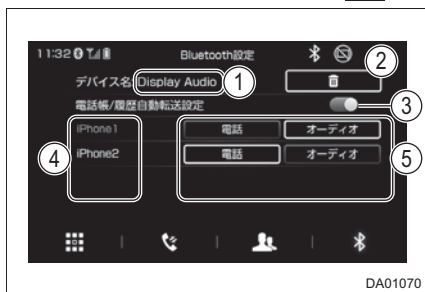 11:32 Bluetooth設定
デバイス名 Display Audio
① ②
電話帳/履歴自動転送設定
③
iPhone1 電話 オーディオ
④ ⑤
iPhone2 電話 オーディオ
DA01070